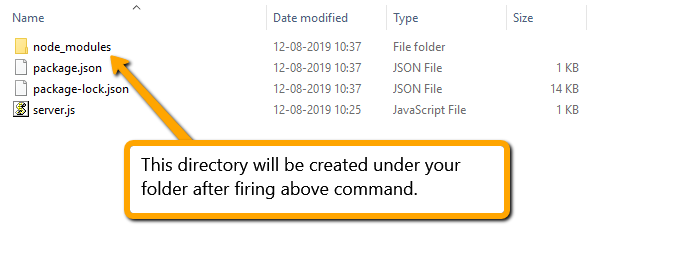 Name Date modified Type Size
node_modules 12-08-2019 10:37 File folder
package.json 12-08-2019 10:37 JSON File 1 KB
package-lock.json 12-08-2019 10:37 JSON File 14 KB
server.js 12-08-2019 10:25 JavaScript File 1 KB
This directory will be created under your
folder after firing above command.